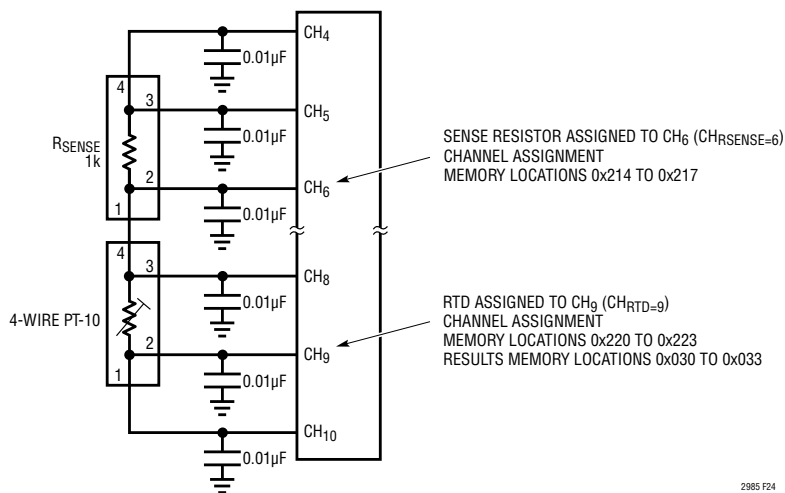 CH4
0.01µF
4
3
CH5
0.01µF
RSENSE
1k
2
CH6
1
0.01µF
SENSE RESISTOR ASSIGNED TO CH6 (CHRSENSE=6)
CHANNEL ASSIGNMENT
MEMORY LOCATIONS 0x214 TO 0x217
4
3
CH8
0.01µF
4-WIRE PT-10
2
CH9
1
0.01µF
RTD ASSIGNED TO CH9 (CHRTD=9)
CHANNEL ASSIGNMENT
MEMORY LOCATIONS 0x220 TO 0x223
RESULTS MEMORY LOCATIONS 0x030 TO 0x033
CH10
0.01µF
2985 F24